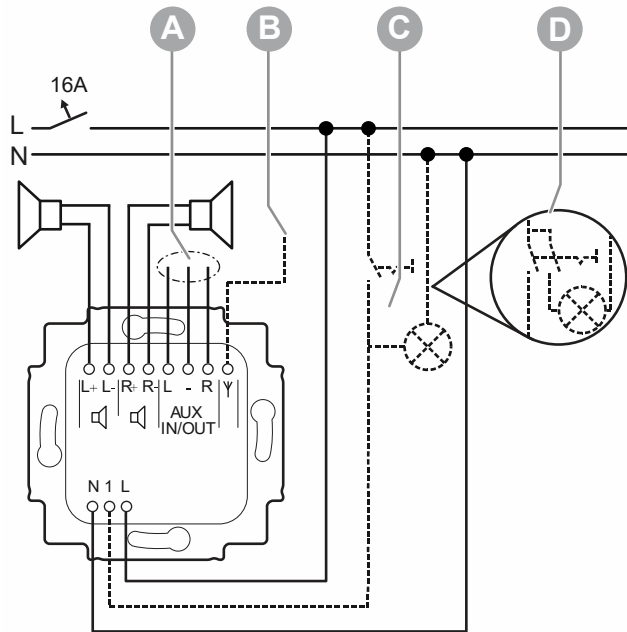 A B C D
16A
L
N
L+ L- R+ R- L - R
AUX
IN/OUT
N 1 L